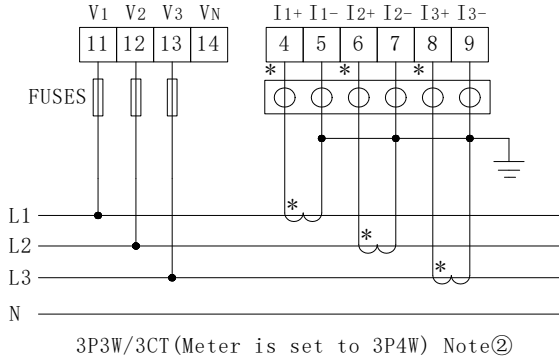 V1 V2 V3 VN I1+ I1- I2+ I2- I3+ I3-
11 12 13 14 4 5 6 7 8 9
* * *
FUSES
L1 *
L2 *
L3 *
N
3P3W/3CT(Meter is set to 3P4W) Note②